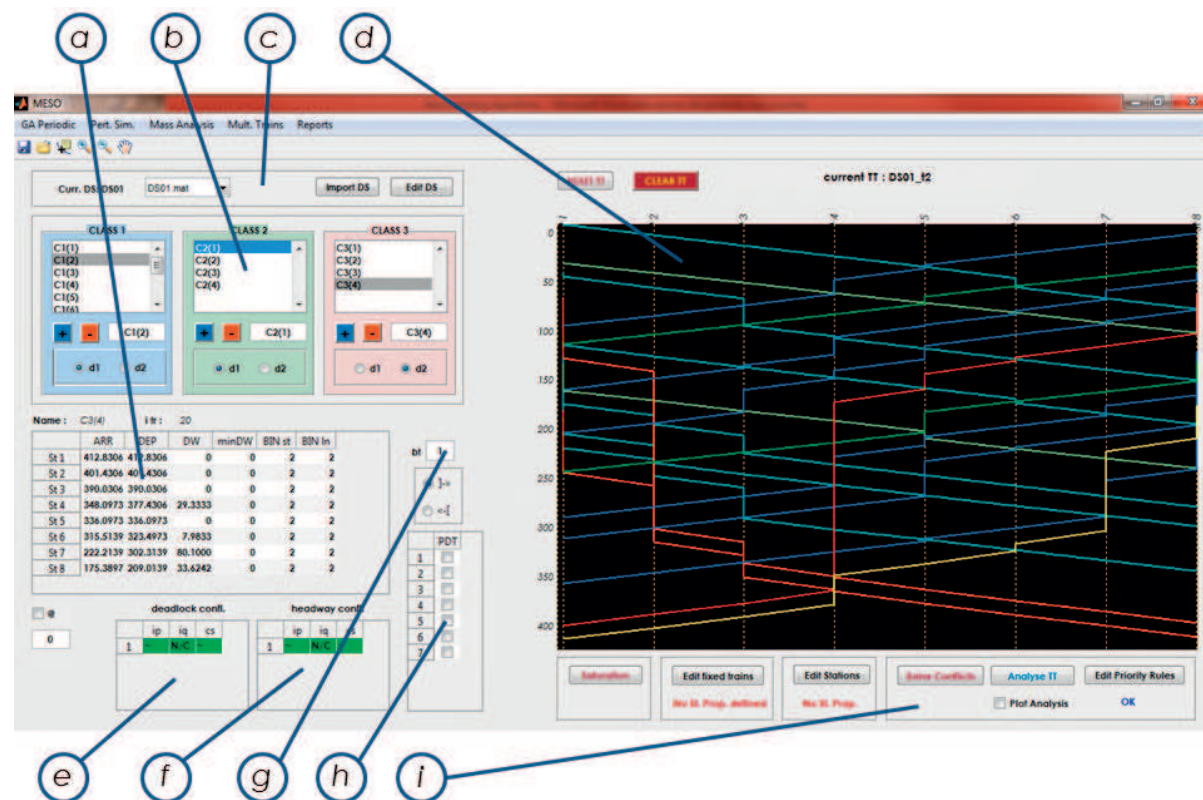 a b c d
MESO
GA Periodic Pert. Sim. Mass Analysis Mult. Trains Reports
Curr. DS: DS01 DS01 mat Import DS Edit DS
CLEAR TT
current TT : DS01_t2
CLASS 1 CLASS 2 CLASS 3
C1(1) C2(1) C3(1)
C1(2) C2(2) C3(2)
C1(3) C2(3) C3(3)
C1(4) C2(4) C3(4)
C1(5)
C1(6)
+ - C1(2) + - C2(1) + - C3(4)
d1 d2 d1 d2 d1 d2
1 2 3 4 5 6 7 8
0
50
100
150
200
250
300
350
400
Name : C3(4) i tr : 20
ARR DEP DW minDW BIN st BIN ln
St 1 412.8306 412.8306 0 0 2 2
St 2 401.4306 401.4306 0 0 2 2
St 3 390.0306 390.0306 0 0 2 2
St 4 348.0973 377.4306 29.3333 0 2 2
St 5 336.0973 336.0973 0 0 2 2
St 6 315.5139 323.4973 7.9833 0 2 2
St 7 222.2139 302.3139 80.1000 0 2 2
St 8 175.3897 209.0139 33.6242 0 2 2
bt 1
]->
<-[
PDT
1
2
3
4
5
6
7
@
0
deadlock confl. headway confl.
ip iq cs ip iq cs
1 ~ N/C ~ 1 ~ N/C
Saturation Edit fixed trains Edit Stations Analyse TT Edit Priority Rules
No St. Prop. Plot Analysis OK
e f g h i